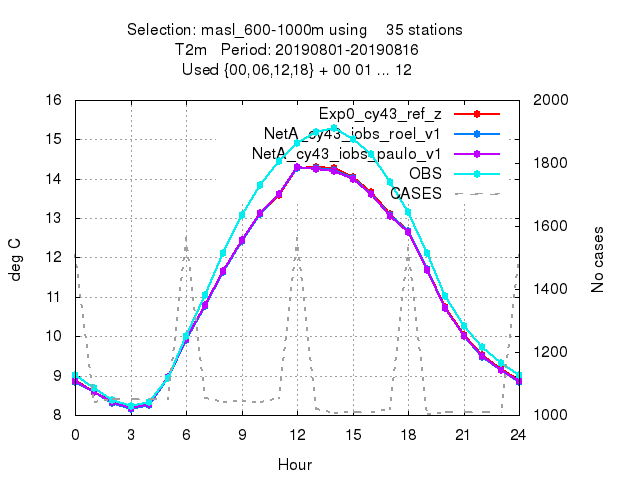 Selection: masl_600-1000m using    35 stations
T2m   Period: 20190801-20190816
Used {00,06,12,18} + 00 01 ... 12
16
15
14
13
12
11
10
9
8
deg C
2000
1800
1600
1400
1200
1000
No cases
Exp0_cy43_ref_z
NetA_cy43_iobs_roel_v1
NetA_cy43_iobs_paulo_v1
OBS
CASES
0 3 6 9 12 15 18 21 24
Hour